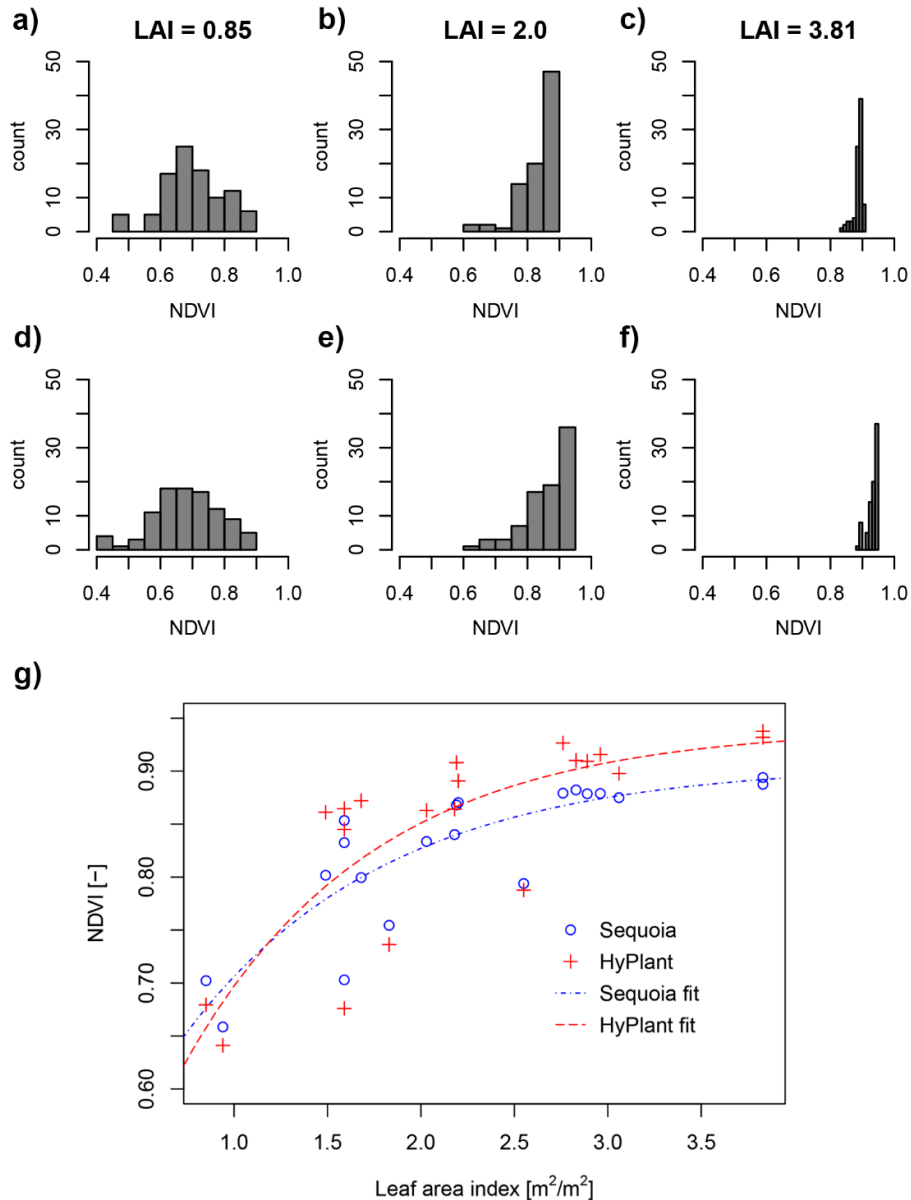 a) LAI = 0.85 b) LAI = 2.0 c) LAI = 3.81
50
30
10
0
count
0.4 0.6 0.8 1.0
NDVI
50
30
10
0
count
0.4 0.6 0.8 1.0
NDVI
50
30
10
0
count
0.4 0.6 0.8 1.0
NDVI
d) e) f)
50
30
10
0
count
0.4 0.6 0.8 1.0
NDVI
50
30
10
0
count
0.4 0.6 0.8 1.0
NDVI
50
30
10
0
count
0.4 0.6 0.8 1.0
NDVI
g)
NDVI [–]
0.90
0.80
0.70
0.60
Sequoia
HyPlant
Sequoia fit
HyPlant fit
1.0 1.5 2.0 2.5 3.0 3.5
Leaf area index [m²/m²]